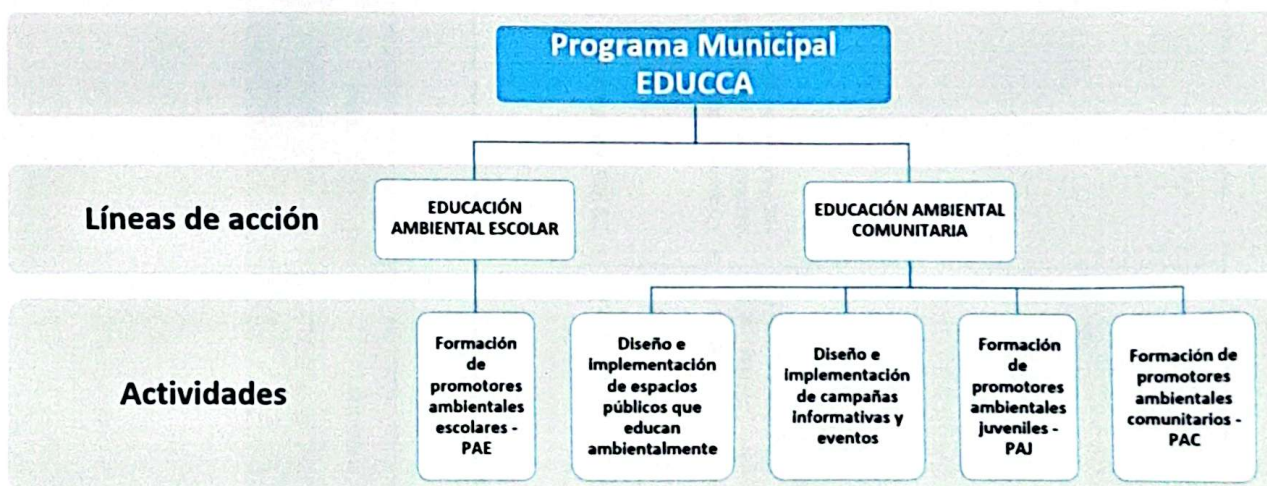 Programa Municipal
EDUCCA
Líneas de acción
EDUCACIÓN
AMBIENTAL ESCOLAR
EDUCACIÓN AMBIENTAL
COMUNITARIA
Actividades
Formación
de
promotores
ambientales
escolares -
PAE
Diseño e
implementación
de espacios
públicos que
educan
ambientalmente
Diseño e
implementación
de campañas
informativas y
eventos
Formación
de
promotores
ambientales
juveniles -
PAJ
Formación de
promotores
ambientales
comunitarios -
PAC